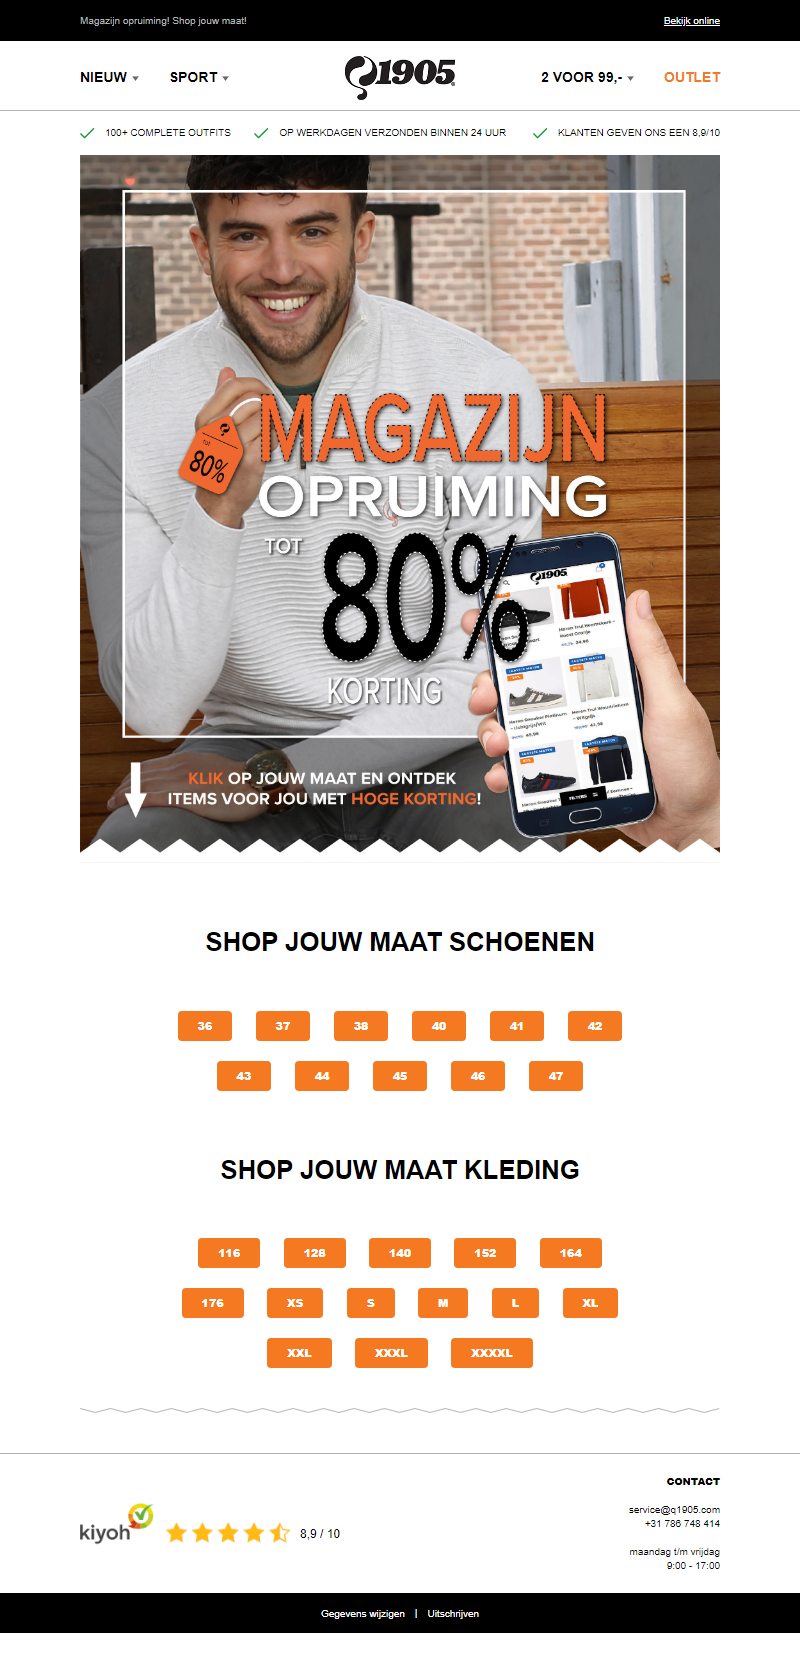 Magazijn opruiming! Shop jouw maat!
Bekijk online
NIEUW
SPORT
1905
2 VOOR 99,-
OUTLET
100+ COMPLETE OUTFITS
OP WERKDAGEN VERZONDEN BINNEN 24 UUR
KLANTEN GEVEN ONS EEN 8,9/10
tot
80%
MAGAZIJN
OPRUIMING
TOT
80%
KORTING
1905
FILTERS
KLIK OP JOUW MAAT EN ONTDEK
ITEMS VOOR JOU MET HOGE KORTING!
SHOP JOUW MAAT SCHOENEN
36 37 38 40 41 42
43 44 45 46 47
SHOP JOUW MAAT KLEDING
116 128 140 152 164
176 XS S M L XL
XXL XXXL XXXXL
CONTACT
kiyoh
8,9 / 10
service@q1905.com
+31 786 748 414
maandag t/m vrijdag
9:00 - 17:00
Gegevens wijzigen | Uitschrijven